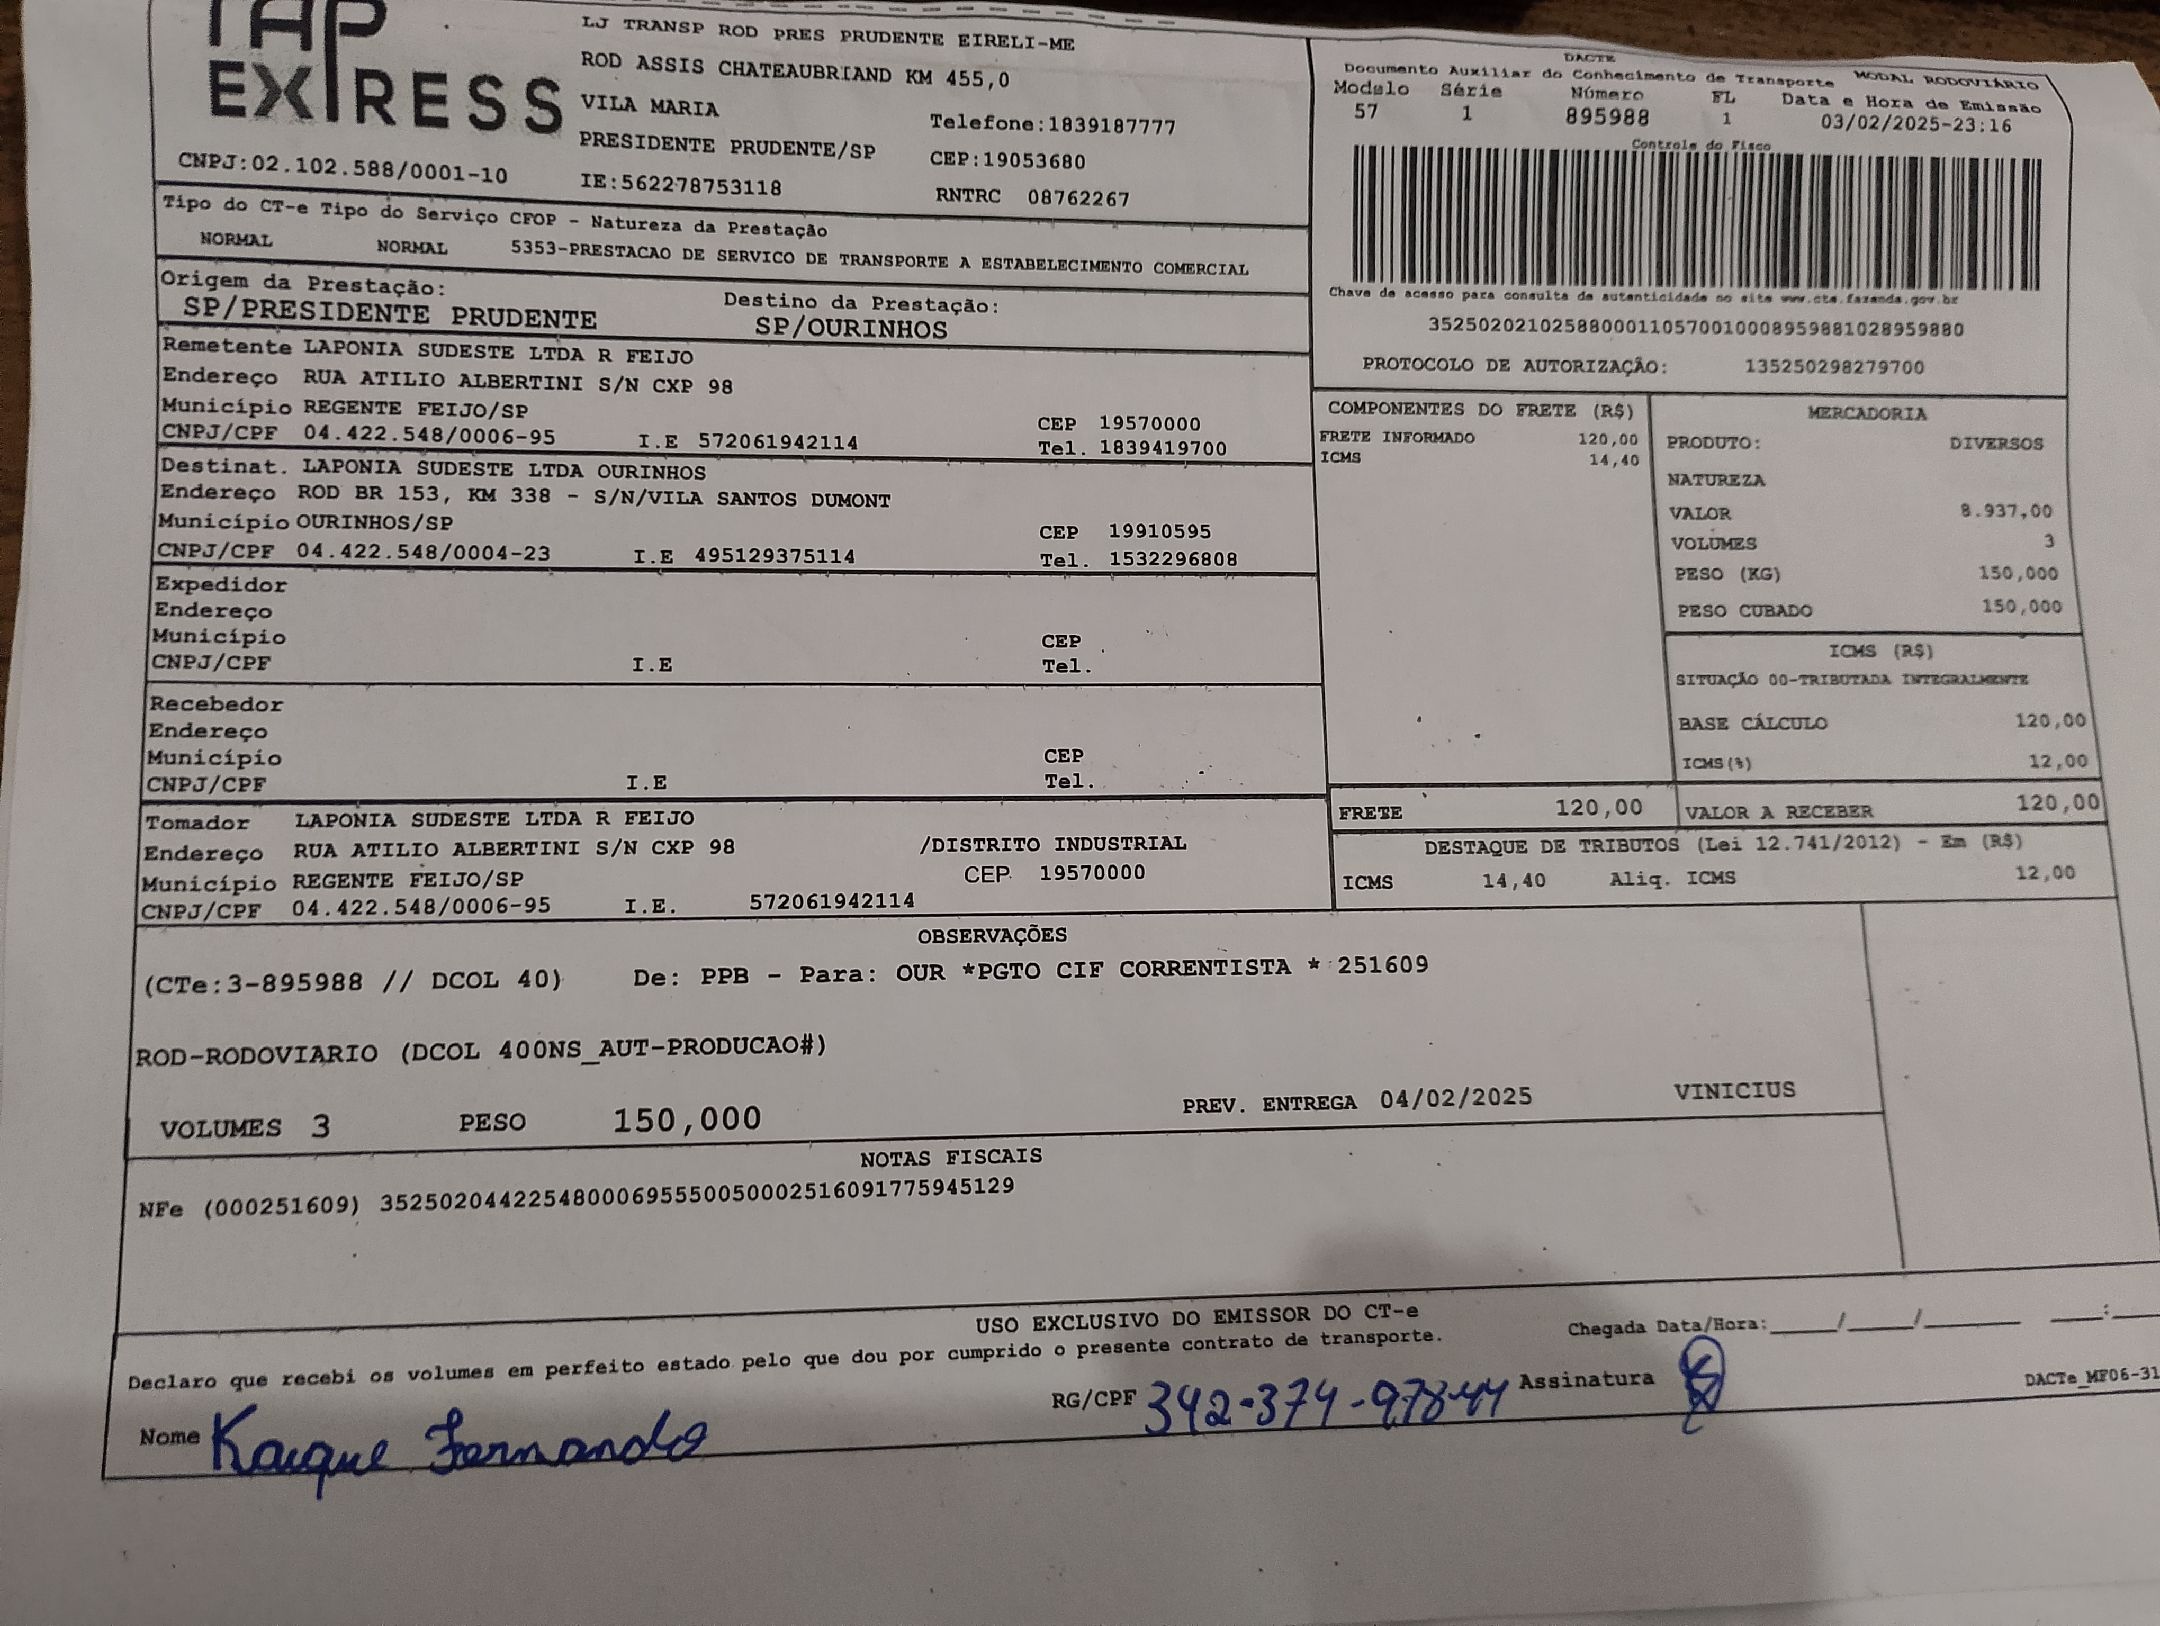 TAP
EXPRESS
LJ TRANSP ROD PRES PRUDENTE EIRELI-ME
ROD ASSIS CHATEAUBRIAND KM 455,0
VILA MARIA
Telefone:1839187777
PRESIDENTE PRUDENTE/SP CEP:19053680
CNPJ:02.102.588/0001-10 IE:562278753118 RNTRC 08762267
DACTE
Documento Auxiliar do Conhecimento de Transporte MODAL RODOVIÁRIO
Modelo Série Número FL Data e Hora de Emissão
57 1 895988 1 03/02/2025-23:16
Controle do Fisco
Chave de acesso para consulta de autenticidade no site www.cte.fazenda.gov.br
35250202102588000110570010008959881028959880
PROTOCOLO DE AUTORIZAÇÃO: 135250298279700
Tipo do CT-e Tipo do Serviço CFOP - Natureza da Prestação
NORMAL NORMAL 5353-PRESTACAO DE SERVICO DE TRANSPORTE A ESTABELECIMENTO COMERCIAL
Origem da Prestação: Destino da Prestação:
SP/PRESIDENTE PRUDENTE SP/OURINHOS
Remetente LAPONIA SUDESTE LTDA R FEIJO
Endereço RUA ATILIO ALBERTINI S/N CXP 98
Município REGENTE FEIJO/SP CEP 19570000
CNPJ/CPF 04.422.548/0006-95 I.E 572061942114 Tel. 1839419700
Destinat. LAPONIA SUDESTE LTDA OURINHOS
Endereço ROD BR 153, KM 338 - S/N/VILA SANTOS DUMONT
Município OURINHOS/SP CEP 19910595
CNPJ/CPF 04.422.548/0004-23 I.E 495129375114 Tel. 1532296808
Expedidor
Endereço
Município CEP
CNPJ/CPF I.E Tel.
Recebedor
Endereço
Município CEP
CNPJ/CPF I.E Tel.
Tomador LAPONIA SUDESTE LTDA R FEIJO
Endereço RUA ATILIO ALBERTINI S/N CXP 98 /DISTRITO INDUSTRIAL
Município REGENTE FEIJO/SP CEP 19570000
CNPJ/CPF 04.422.548/0006-95 I.E. 572061942114
COMPONENTES DO FRETE (R$)
FRETE INFORMADO 120,00
ICMS 14,40
MERCADORIA
PRODUTO: DIVERSOS
NATUREZA
VALOR 8.937,00
VOLUMES 3
PESO (KG) 150,000
PESO CUBADO 150,000
ICMS (R$)
SITUAÇÃO 00-TRIBUTADA INTEGRALMENTE
BASE CÁLCULO 120,00
ICMS(%) 12,00
FRETE 120,00 VALOR A RECEBER 120,00
DESTAQUE DE TRIBUTOS (Lei 12.741/2012) - Em (R$)
ICMS 14,40 Aliq. ICMS 12,00
OBSERVAÇÕES
(CTe:3-895988 // DCOL 40) De: PPB - Para: OUR *PGTO CIF CORRENTISTA * 251609
ROD-RODOVIARIO (DCOL 400NS_AUT-PRODUCAO#)
VOLUMES 3 PESO 150,000 PREV. ENTREGA 04/02/2025 VINICIUS
NOTAS FISCAIS
NFe (000251609) 35250204422548000695550050002516091775945129
USO EXCLUSIVO DO EMISSOR DO CT-e
Declaro que recebi os volumes em perfeito estado pelo que dou por cumprido o presente contrato de transporte. Chegada Data/Hora:_____/_____/_______ ____:____
Nome Kauque Fernando RG/CPF 342-374-978-44 Assinatura
DACTe_MF06-31